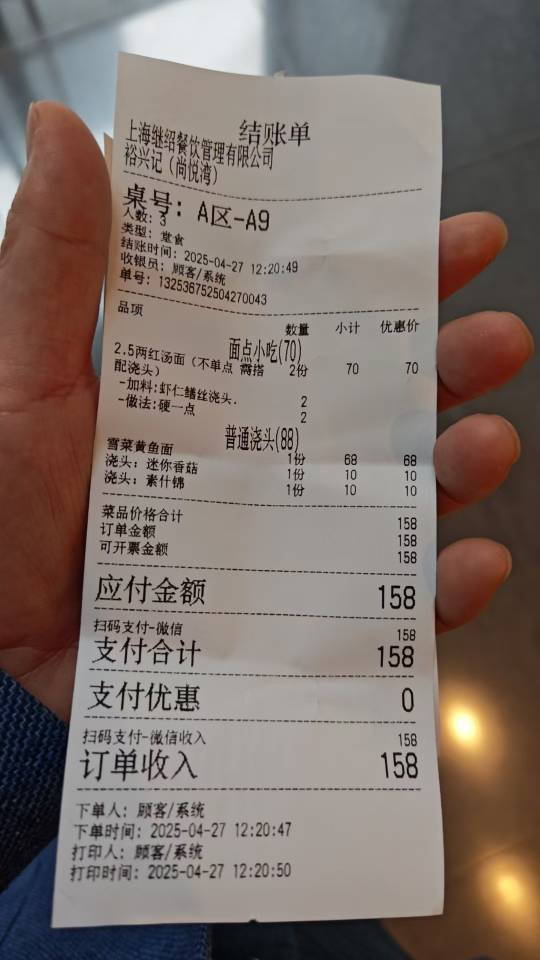 结账单
上海继绍餐饮管理有限公司
裕兴记（尚悦湾）
桌号: A区-A9
人数: 3
类型: 堂食
结账时间: 2025-04-27 12:20:49
收银员: 顾客/系统
单号: 132536752504270043
品项 数量 小计 优惠价
面点小吃(70)
2.5两红汤面（不单点 需搭配浇头） 2份 70 70
-加料:虾仁鳝丝浇头. 2
-做法:硬一点 2
普通浇头(88)
雪菜黄鱼面 1份 68 68
浇头: 迷你香菇 1份 10 10
浇头: 素什锦 1份 10 10
菜品价格合计 158
订单金额 158
可开票金额 158
应付金额 158
扫码支付-微信 158
支付合计 158
支付优惠 0
扫码支付-微信收入 158
订单收入 158
下单人: 顾客/系统
下单时间: 2025-04-27 12:20:47
打印人: 顾客/系统
打印时间: 2025-04-27 12:20:50